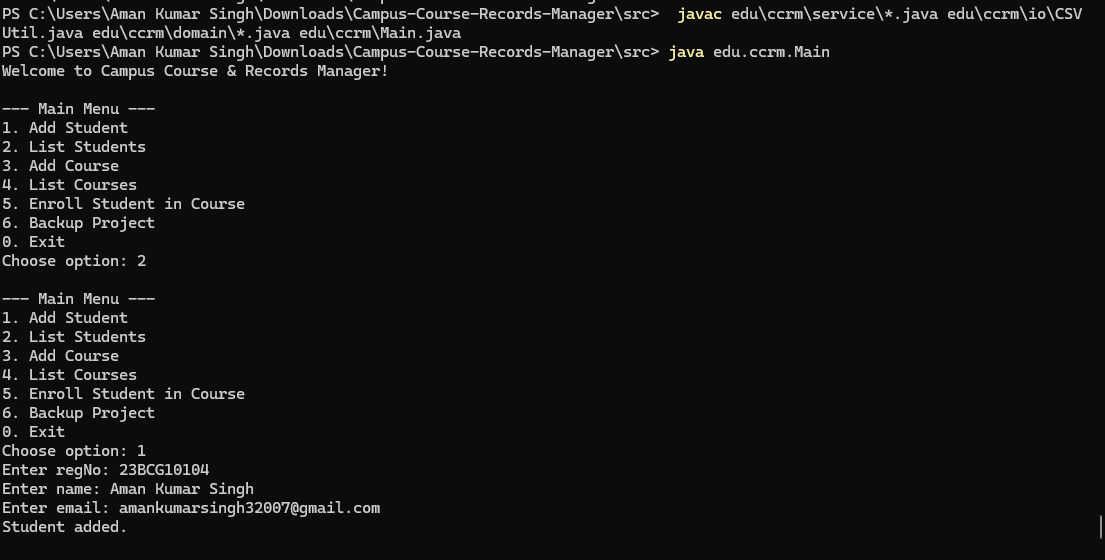 PS C:\Users\Aman Kumar Singh\Downloads\Campus-Course-Records-Manager\src>  javac edu\ccrm\service\*.java edu\ccrm\io\CSV
Util.java edu\ccrm\domain\*.java edu\ccrm\Main.java
PS C:\Users\Aman Kumar Singh\Downloads\Campus-Course-Records-Manager\src> java edu.ccrm.Main
Welcome to Campus Course & Records Manager!

--- Main Menu ---
1. Add Student
2. List Students
3. Add Course
4. List Courses
5. Enroll Student in Course
6. Backup Project
0. Exit
Choose option: 2

--- Main Menu ---
1. Add Student
2. List Students
3. Add Course
4. List Courses
5. Enroll Student in Course
6. Backup Project
0. Exit
Choose option: 1
Enter regNo: 23BCG10104
Enter name: Aman Kumar Singh
Enter email: amankumarsingh32007@gmail.com
Student added.